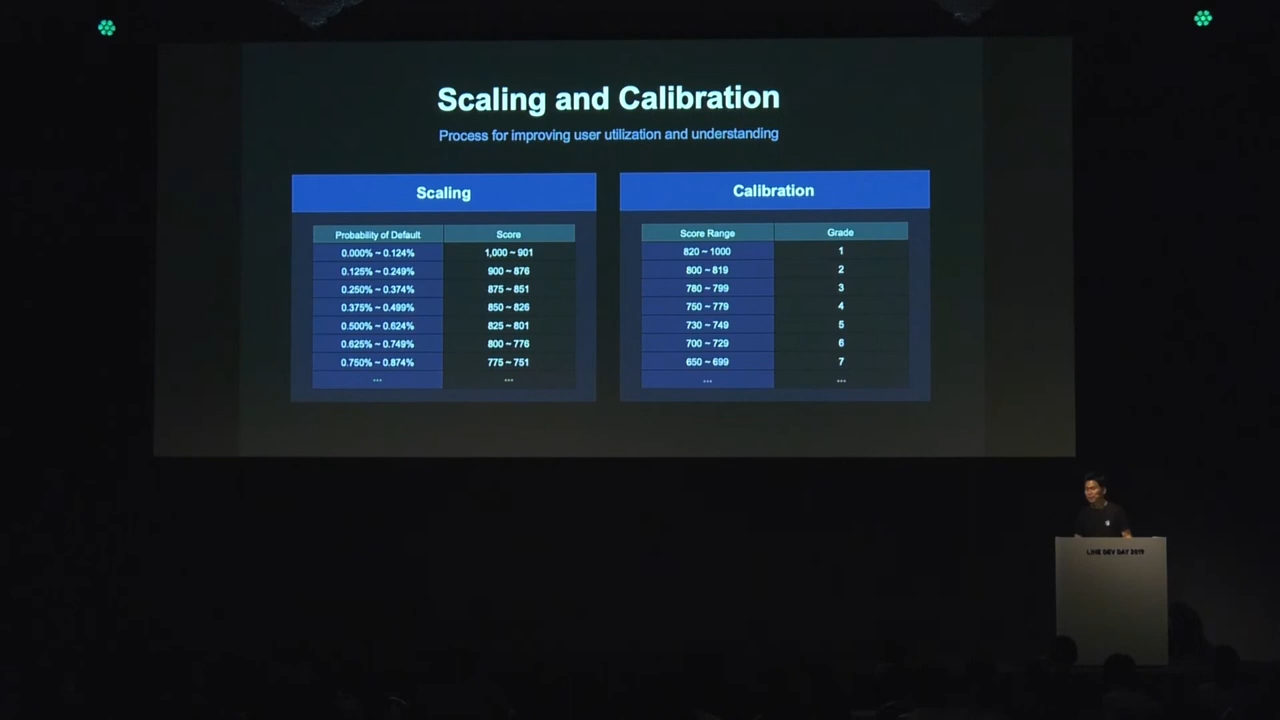 Scaling and Calibration
Process for improving user utilization and understanding
Scaling
Probability of Default Score
0.000% ~ 0.124% 1,000 ~ 901
0.125% ~ 0.249% 900 ~ 876
0.250% ~ 0.374% 875 ~ 851
0.375% ~ 0.499% 850 ~ 826
0.500% ~ 0.624% 825 ~ 801
0.625% ~ 0.749% 800 ~ 776
0.750% ~ 0.874% 775 ~ 751
... ...
Calibration
Score Range Grade
820 ~ 1000 1
800 ~ 819 2
780 ~ 799 3
750 ~ 779 4
730 ~ 749 5
700 ~ 729 6
650 ~ 699 7
... ...
LINE DEV DAY 2019